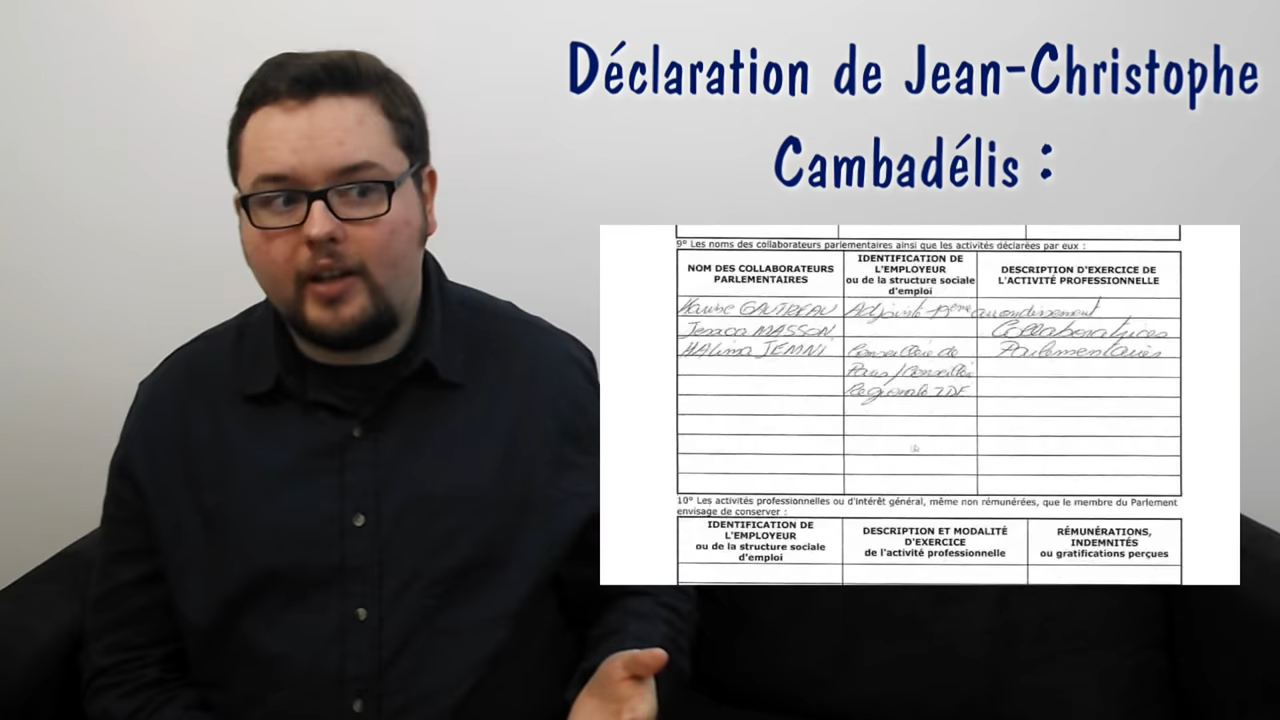 Déclaration de Jean-Christophe
Cambadélis :
9° Les noms des collaborateurs parlementaires ainsi que les activités déclarées par eux :
NOM DES COLLABORATEURS
PARLEMENTAIRES
IDENTIFICATION DE
L'EMPLOYEUR
ou de la structure sociale
d'emploi
DESCRIPTION D'EXERCICE DE
L'ACTIVITÉ PROFESSIONNELLE
GAUTREAU Adjointe 19ème arrondissement
MASSON Collaboratrices
Halima JEMNI Conseillère de Parlementaires
Paris/Conseillère
Régionale IDF
10° Les activités professionnelles ou d'intérêt général, même non rémunérées, que le membre du Parlement
envisage de conserver :
IDENTIFICATION DE
L'EMPLOYEUR
ou de la structure sociale
d'emploi
DESCRIPTION ET MODALITÉ
D'EXERCICE
de l'activité professionnelle
RÉMUNÉRATIONS,
INDEMNITÉS
ou gratifications perçues